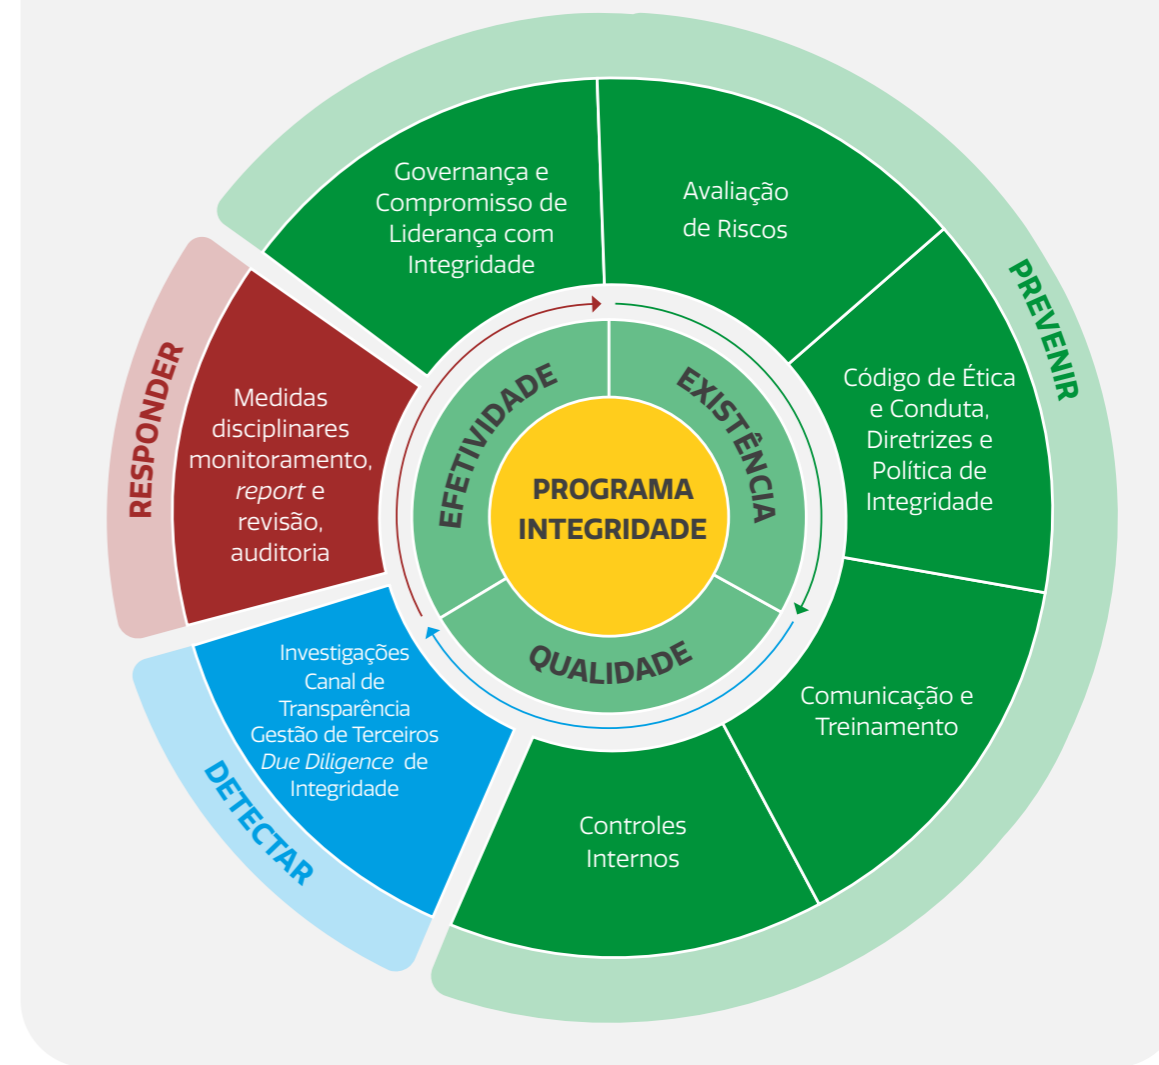 Governança e
Compromisso de
Liderança com
Integridade
Avaliação
de Riscos
PREVENIR
Código de Ética
e Conduta,
Diretrizes e
Política de
Integridade
Comunicação e
Treinamento
Controles
Internos
DETECTAR
Investigações
Canal de
Transparência
Gestão de Terceiros
Due Diligence de
Integridade
RESPONDER
Medidas
disciplinares
monitoramento,
report e
revisão,
auditoria
EFETIVIDADE
EXISTÊNCIA
QUALIDADE
PROGRAMA
INTEGRIDADE